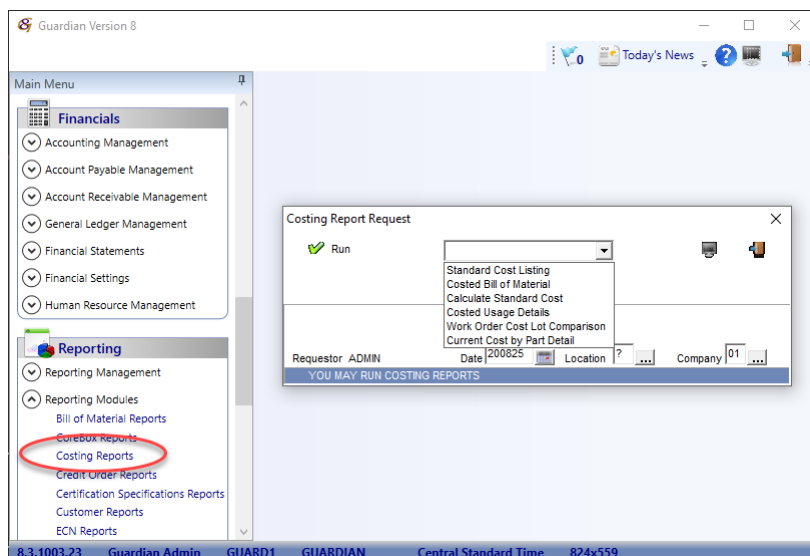 Guardian Version 8
0 Today's News
Main Menu
Financials
Accounting Management
Account Payable Management
Account Receivable Management
General Ledger Management
Financial Statements
Financial Settings
Human Resource Management
Reporting
Reporting Management
Reporting Modules
Bill of Material Reports
CoreBox Reports
Costing Reports
Credit Order Reports
Certification Specifications Reports
Customer Reports
ECN Reports
Costing Report Request
Run
Standard Cost Listing
Costed Bill of Material
Calculate Standard Cost
Costed Usage Details
Work Order Cost Lot Comparison
Current Cost by Part Detail
Requestor ADMIN Date 200825 Location ? ... Company 01 ...
YOU MAY RUN COSTING REPORTS
8.3.1003.23 Guardian Admin GUARD1 GUARDIAN Central Standard Time 824x559